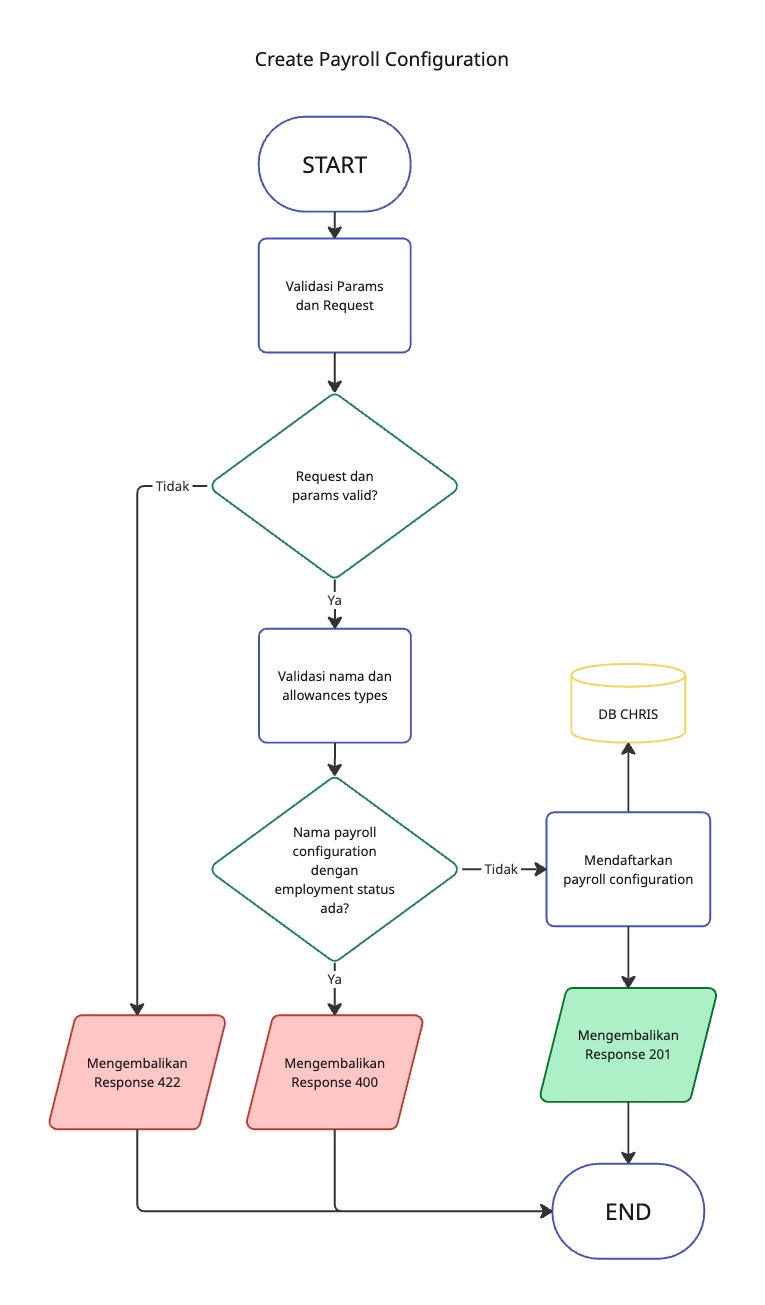 Create Payroll Configuration
START
Validasi Params
dan Request
Request dan
params valid?
Tidak
Ya
Validasi nama dan
allowances types
DB CHRIS
Nama payroll
configuration
dengan
employment status
ada?
Tidak
Mendaftarkan
payroll configuration
Ya
Mengembalikan
Response 422
Mengembalikan
Response 400
Mengembalikan
Response 201
END